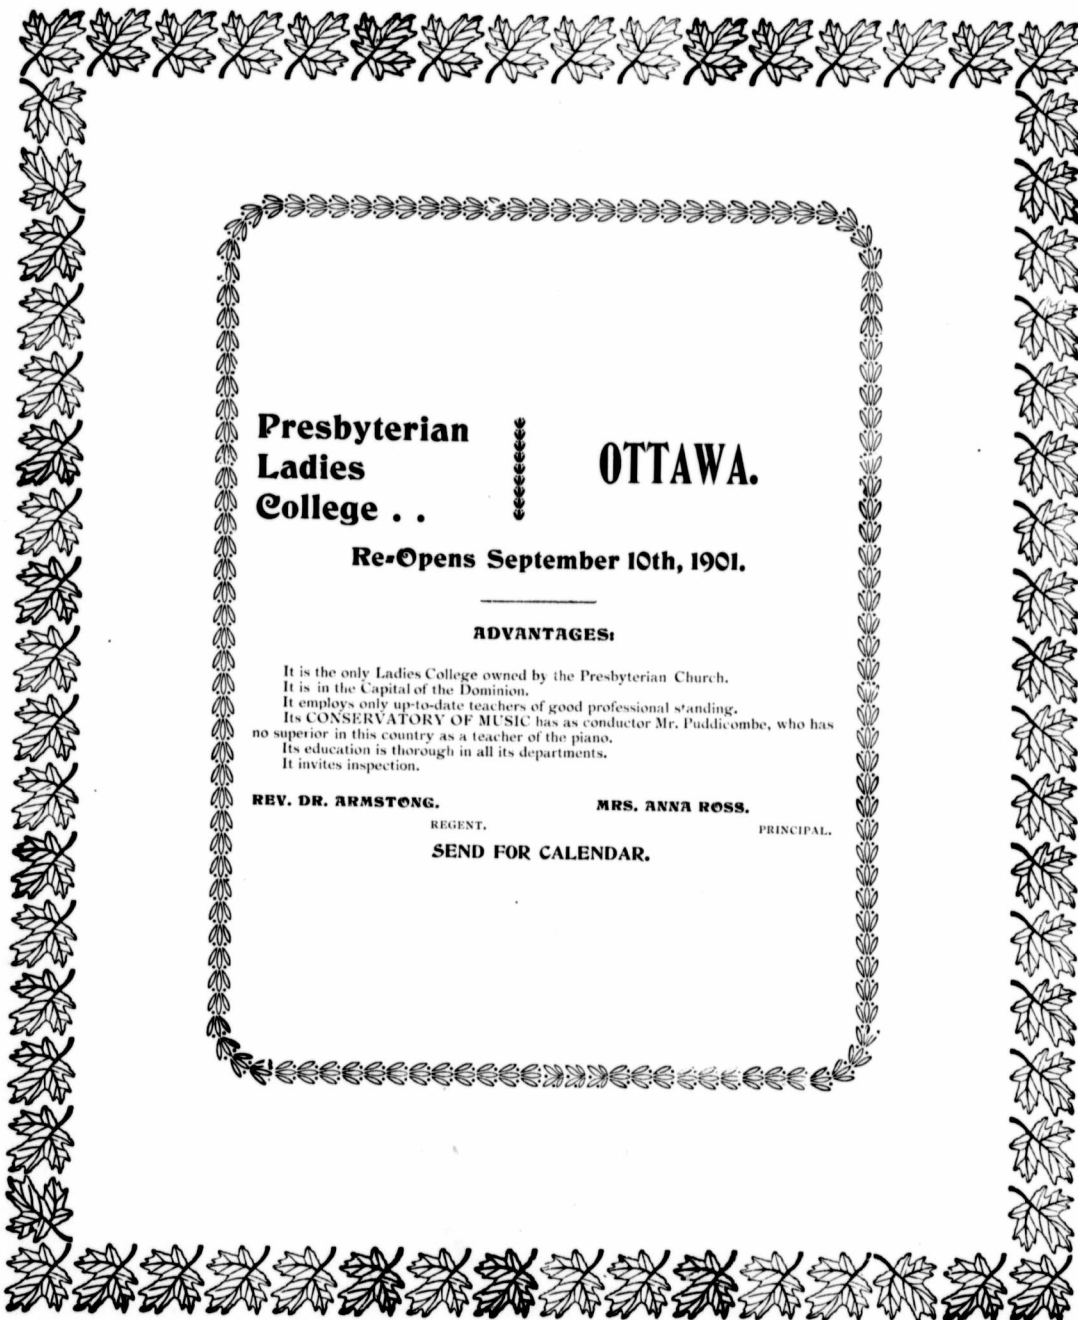 Presbyterian
Ladies
College . .
OTTAWA.
Re-Opens September 10th, 1901.
ADVANTAGES:
It is the only Ladies College owned by the Presbyterian Church.
It is in the Capital of the Dominion.
It employs only up-to-date teachers of good professional standing.
Its CONSERVATORY OF MUSIC has as conductor Mr. Puddicombe, who has
no superior in this country as a teacher of the piano.
Its education is thorough in all its departments.
It invites inspection.
REV. DR. ARMSTONG.
REGENT.
MRS. ANNA ROSS.
PRINCIPAL.
SEND FOR CALENDAR.